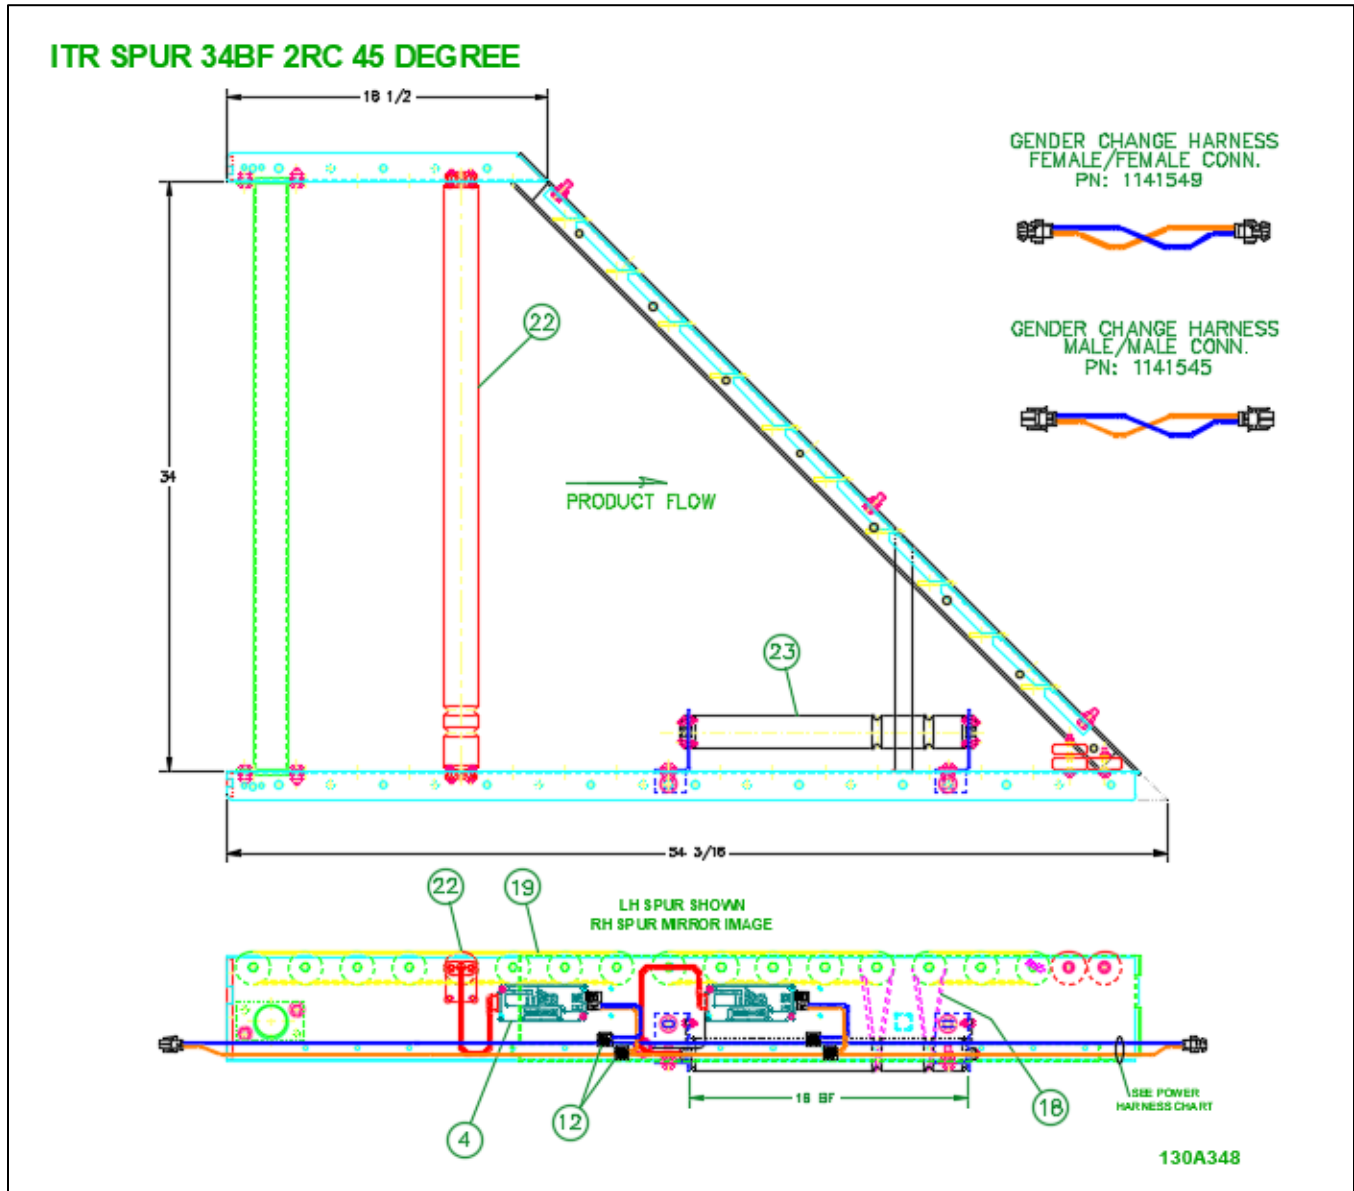 ITR SPUR 34BF 2RC 45 DEGREE
18 1/2
GENDER CHANGE HARNESS
FEMALE/FEMALE CONN.
PN: 1141549
22
GENDER CHANGE HARNESS
MALE/MALE CONN.
PN: 1141545
34
PRODUCT FLOW
23
54 3/16
22
19
LH SPUR SHOWN
RH SPUR MIRROR IMAGE
16 BF
SEE POWER
HARNESS CHART
18
12
4
130A348